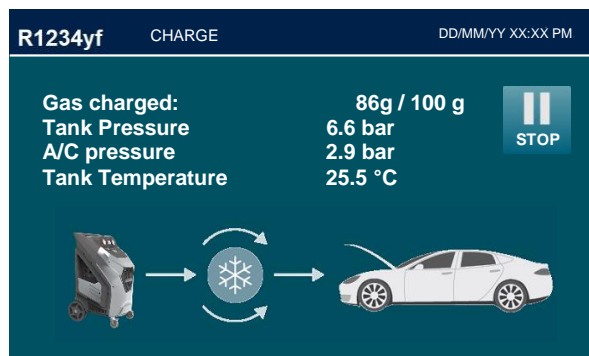 R1234yf CHARGE DD/MM/YY XX:XX PM
Gas charged: 86g / 100 g
Tank Pressure 6.6 bar
A/C pressure 2.9 bar
Tank Temperature 25.5 °C
STOP